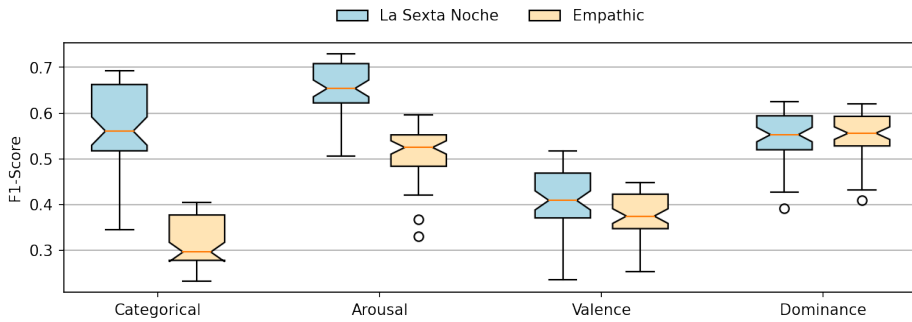 La Sexta Noche Empathic
F1-Score
0.7
0.6
0.5
0.4
0.3
Categorical Arousal Valence Dominance